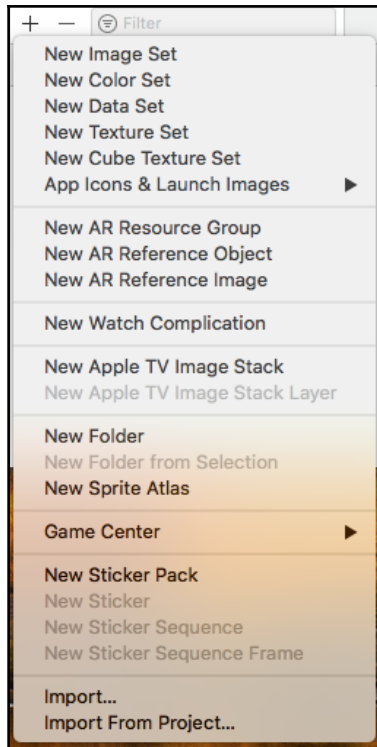 Filter
New Image Set
New Color Set
New Data Set
New Texture Set
New Cube Texture Set
App Icons & Launch Images
New AR Resource Group
New AR Reference Object
New AR Reference Image
New Watch Complication
New Apple TV Image Stack
New Apple TV Image Stack Layer
New Folder
New Folder from Selection
New Sprite Atlas
Game Center
New Sticker Pack
New Sticker
New Sticker Sequence
New Sticker Sequence Frame
Import...
Import From Project...